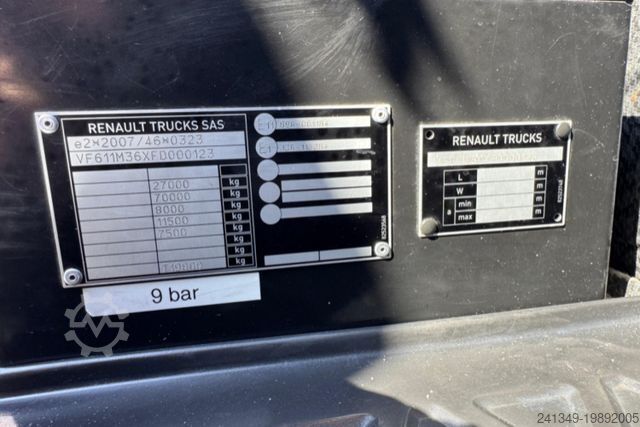 RENAULT TRUCKS SAS
e2*2007/46*0323
VF611M36XFD000123
27000 kg
70000 kg
8000 kg
11500 kg
7500 kg
kg
kg
kg
9 bar
RENAULT TRUCKS
L m
W m
a min m
max m
241349-19892005